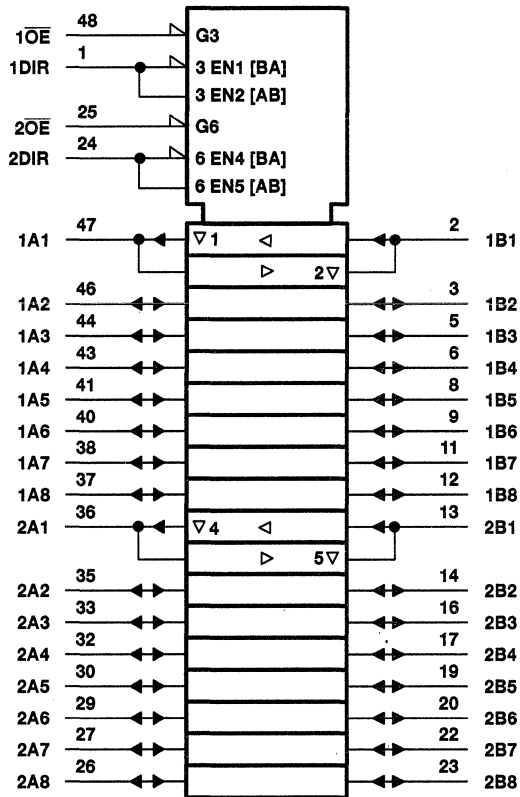 1O̅E̅ 48 G3
1DIR 1 3 EN1 [BA]
3 EN2 [AB]
2O̅E̅ 25 G6
2DIR 24 6 EN4 [BA]
6 EN5 [AB]
1A1 47 ▽1 ◁ 2 1B1
▷ 2▽
1A2 46 3 1B2
1A3 44 5 1B3
1A4 43 6 1B4
1A5 41 8 1B5
1A6 40 9 1B6
1A7 38 11 1B7
1A8 37 12 1B8
2A1 36 ▽4 ◁ 13 2B1
▷ 5▽
2A2 35 14 2B2
2A3 33 16 2B3
2A4 32 17 2B4
2A5 30 19 2B5
2A6 29 20 2B6
2A7 27 22 2B7
2A8 26 23 2B8